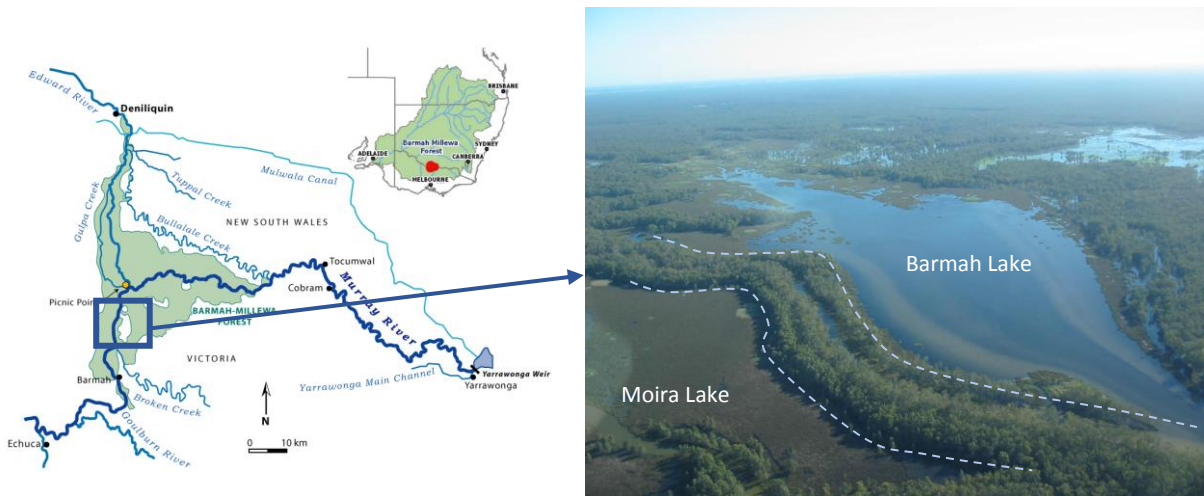 Edward River
Deniliquin
Mulwala Canal
Tuppal Creek
Gulpa Creek
Bullalale Creek
NEW SOUTH WALES
Tocumwal
Cobram
Murray River
Picnic Poin
BARMAH-MILLEWA
FOREST
VICTORIA
Yarrawonga Weir
Yarrawonga Main Channel
Yarrawonga
Barmah
Broken Creek
Goulburn River
Echuca
N
0
10 km
BRISBANE
Barmah Millewa
Forest
SYDNEY
ADELAIDE
CANBERRA
MELBOURNE
Barmah Lake
Moira Lake